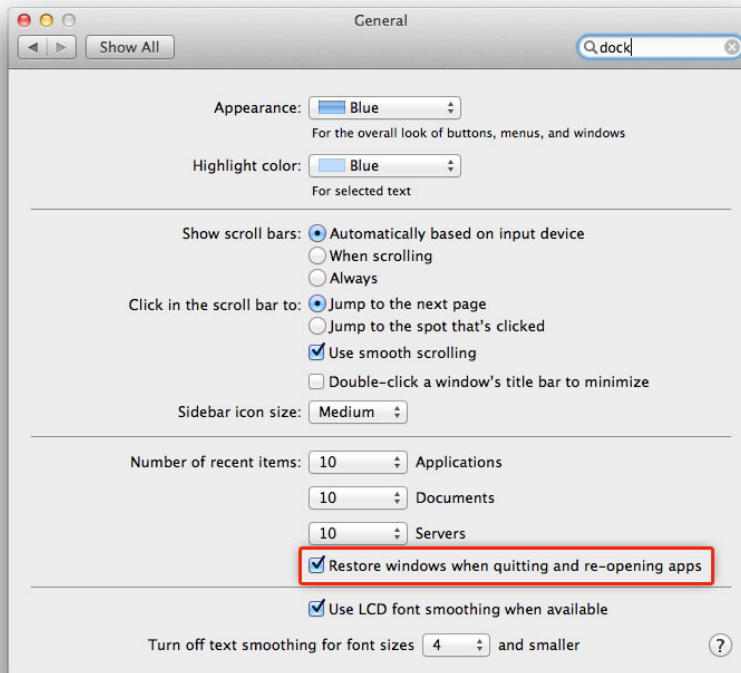 General
Show All
dock
Appearance: Blue
For the overall look of buttons, menus, and windows
Highlight color: Blue
For selected text
Show scroll bars: Automatically based on input device
When scrolling
Always
Click in the scroll bar to: Jump to the next page
Jump to the spot that's clicked
Use smooth scrolling
Double-click a window's title bar to minimize
Sidebar icon size: Medium
Number of recent items: 10 Applications
10 Documents
10 Servers
Restore windows when quitting and re-opening apps
Use LCD font smoothing when available
Turn off text smoothing for font sizes 4 and smaller ?